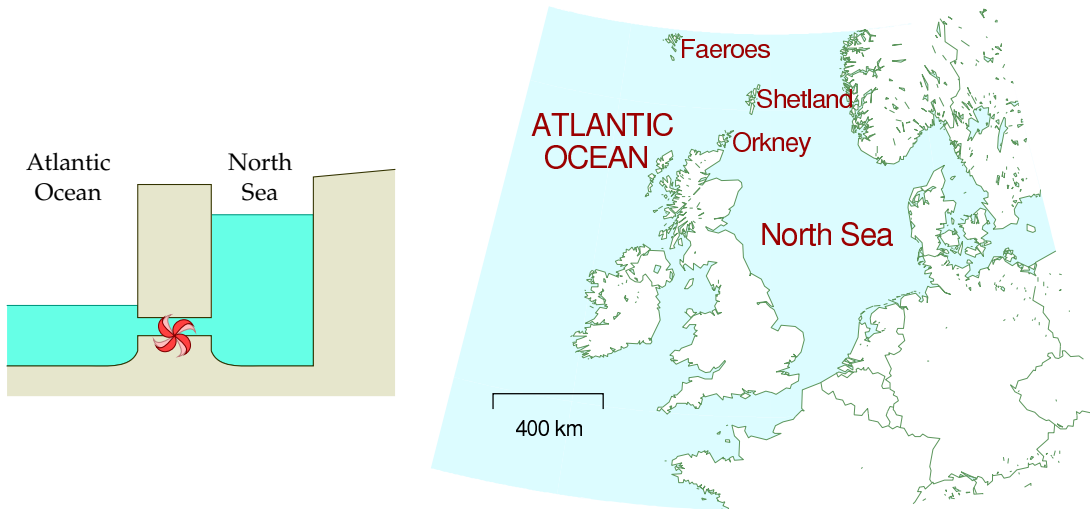 Atlantic
Ocean
North
Sea
Faeroes
Shetland
ATLANTIC
OCEAN
Orkney
North Sea
400 km